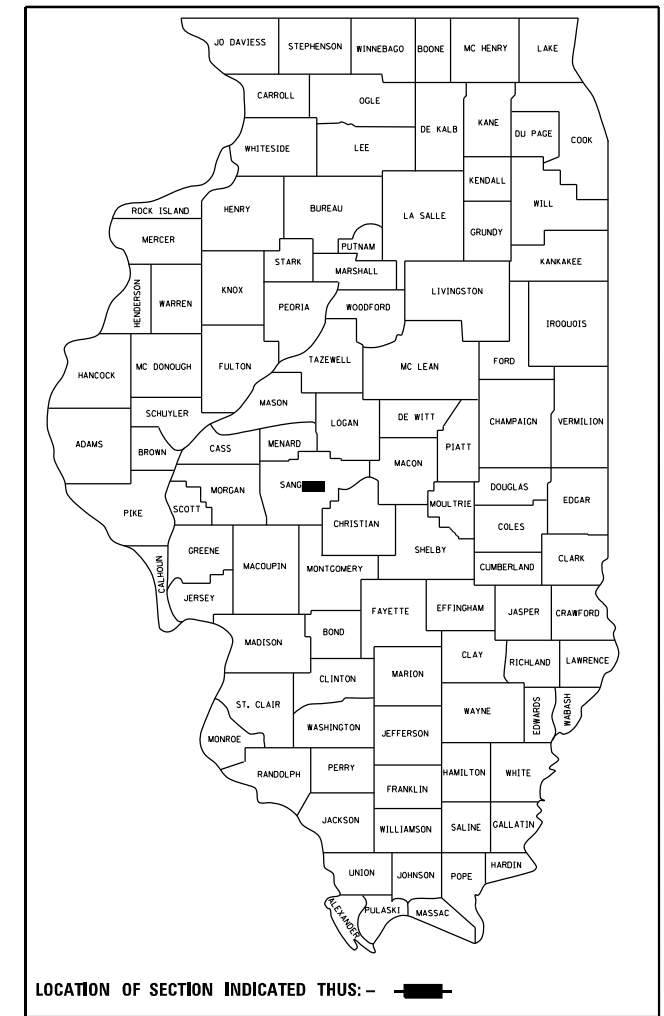 JO DAVIESS STEPHENSON WINNEBAGO BOONE MC HENRY LAKE
CARROLL OGLE DE KALB KANE DU PAGE COOK
WHITESIDE LEE
KENDALL WILL
ROCK ISLAND HENRY BUREAU LA SALLE GRUNDY
MERCER PUTNAM
HENDERSON WARREN KNOX STARK MARSHALL KANKAKEE
PEORIA WOODFORD LIVINGSTON IROQUOIS
HANCOCK MC DONOUGH FULTON TAZEWELL MC LEAN FORD
SCHUYLER MASON LOGAN DE WITT CHAMPAIGN VERMILION
ADAMS BROWN CASS MENARD PIATT
MORGAN SANG MACON
PIKE SCOTT CHRISTIAN MOULTRIE DOUGLAS EDGAR
COLES
CALHOUN GREENE MACOUPIN MONTGOMERY SHELBY CUMBERLAND CLARK
JERSEY FAYETTE EFFINGHAM JASPER CRAWFORD
MADISON BOND
CLAY RICHLAND LAWRENCE
CLINTON MARION
ST. CLAIR WAYNE EDWARDS WABASH
MONROE WASHINGTON JEFFERSON
RANDOLPH PERRY HAMILTON WHITE
FRANKLIN
JACKSON WILLIAMSON SALINE GALLATIN
UNION JOHNSON POPE HARDIN
ALEXANDER PULASKI MASSAC
LOCATION OF SECTION INDICATED THUS: -